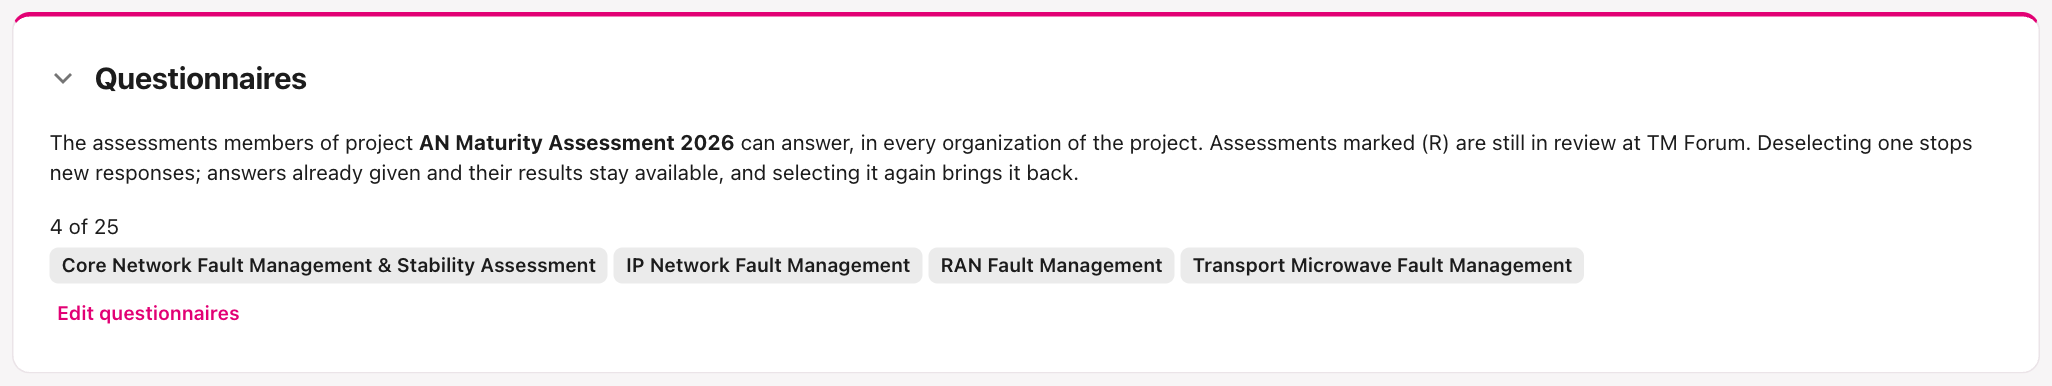 Questionnaires
The assessments members of project AN Maturity Assessment 2026 can answer, in every organization of the project. Assessments marked (R) are still in review at TM Forum. Deselecting one stops
new responses; answers already given and their results stay available, and selecting it again brings it back.
4 of 25
Core Network Fault Management & Stability Assessment IP Network Fault Management RAN Fault Management Transport Microwave Fault Management
Edit questionnaires